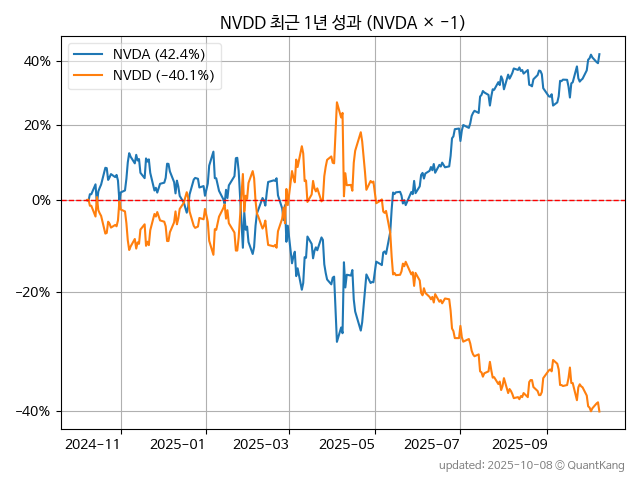 NVDD 최근 1년 성과 (NVDA × −1)
NVDA (42.4%)
NVDD (−40.1%)
40%
20%
0%
−20%
−40%
2024−11
2025−01
2025−03
2025−05
2025−07
2025−09
updated: 2025-10-08 © QuantKang